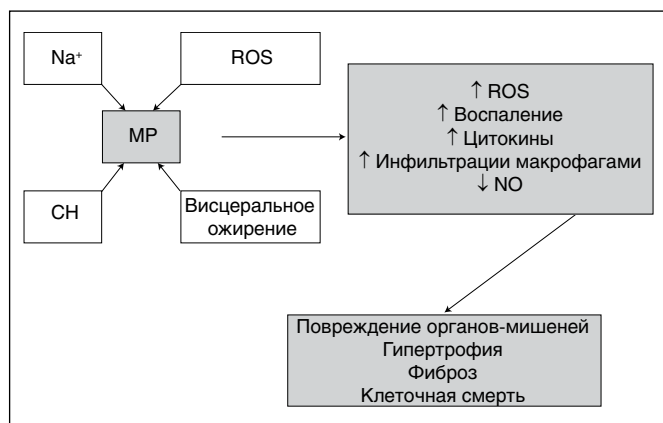 Na⁺
ROS
МР
СН
Висцеральное
ожирение
↑ ROS
↑ Воспаление
↑ Цитокины
↑ Инфильтрации макрофагами
↓ NO
Повреждение органов-мишеней
Гипертрофия
Фиброз
Клеточная смерть